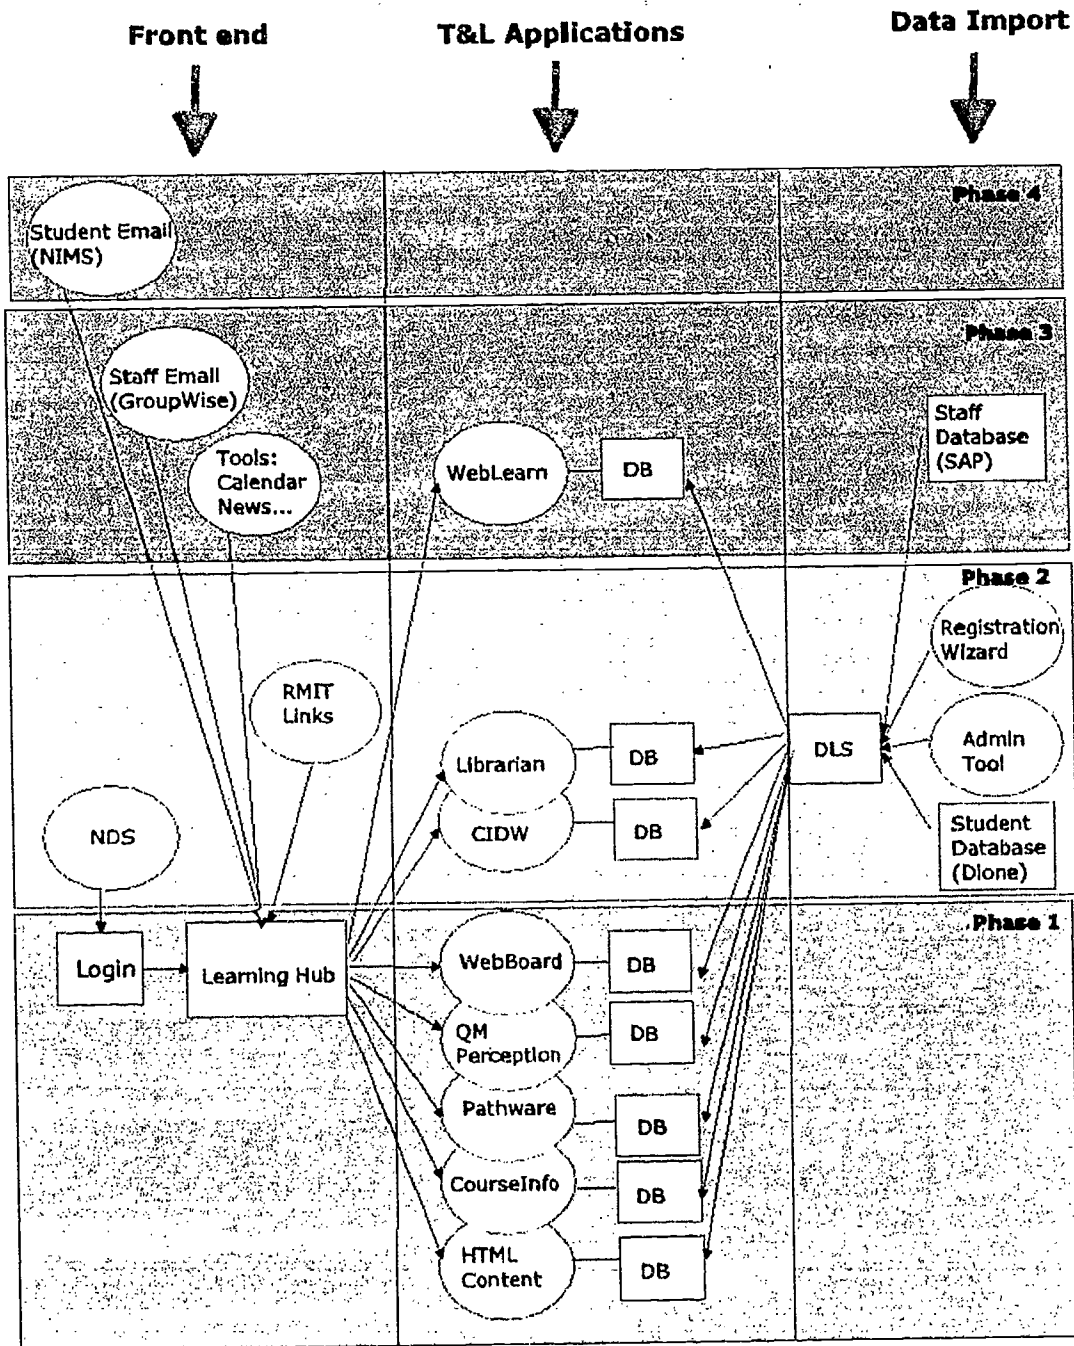 Front end
T&L Applications
Data Import
Phase 4
Student Email
(NIMS)
Phase 3
Staff Email
(GroupWise)
Tools:
Calendar
News...
WebLearn
DB
Staff
Database
(SAP)
Phase 2
Registration
Wizard
RMIT
Links
Librarian
DB
DLS
Admin
Tool
NDS
CIDW
DB
Student
Database
(Dione)
Phase 1
Login
Learning Hub
WebBoard
DB
QM
Perception
DB
Pathware
DB
CourseInfo
DB
HTML
Content
DB